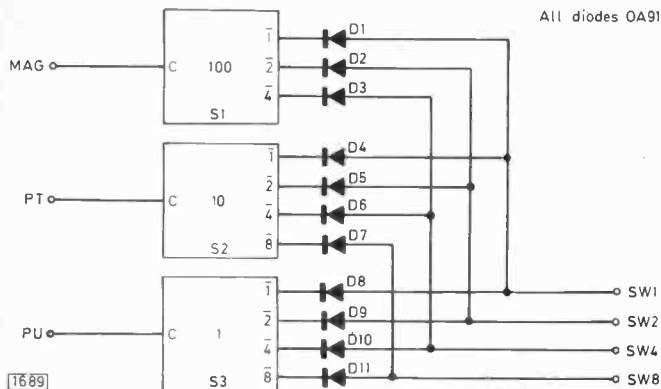 All diodes OA91
MAG
C
100
S1
1̅
2̅
4̅
D1
D2
D3
PT
C
10
S2
1̅
2̅
4̅
8̅
D4
D5
D6
D7
PU
C
1
S3
1̅
2̅
4̅
8̅
D8
D9
D10
D11
SW1
SW2
SW4
SW8
1689